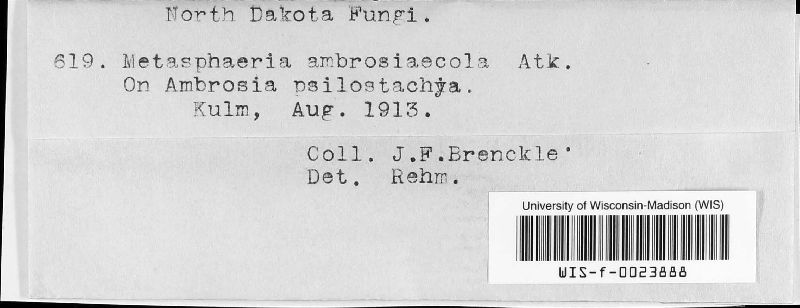 North Dakota Fungi.
619. Metasphaeria ambrosiaecola Atk.
On Ambrosia psilostachya.
Kulm, Aug. 1913.
Coll. J.F.Brenckle
Det. Rehm.
University of Wisconsin-Madison (WIS)
WIS-f-0023888